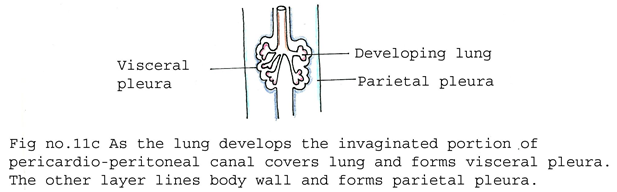 Developing lung
Visceral
pleura
Parietal pleura
Fig no.11c As the lung develops the invaginated portion of
pericardio-peritoneal canal covers lung and forms visceral pleura.
The other layer lines body wall and forms parietal pleura.